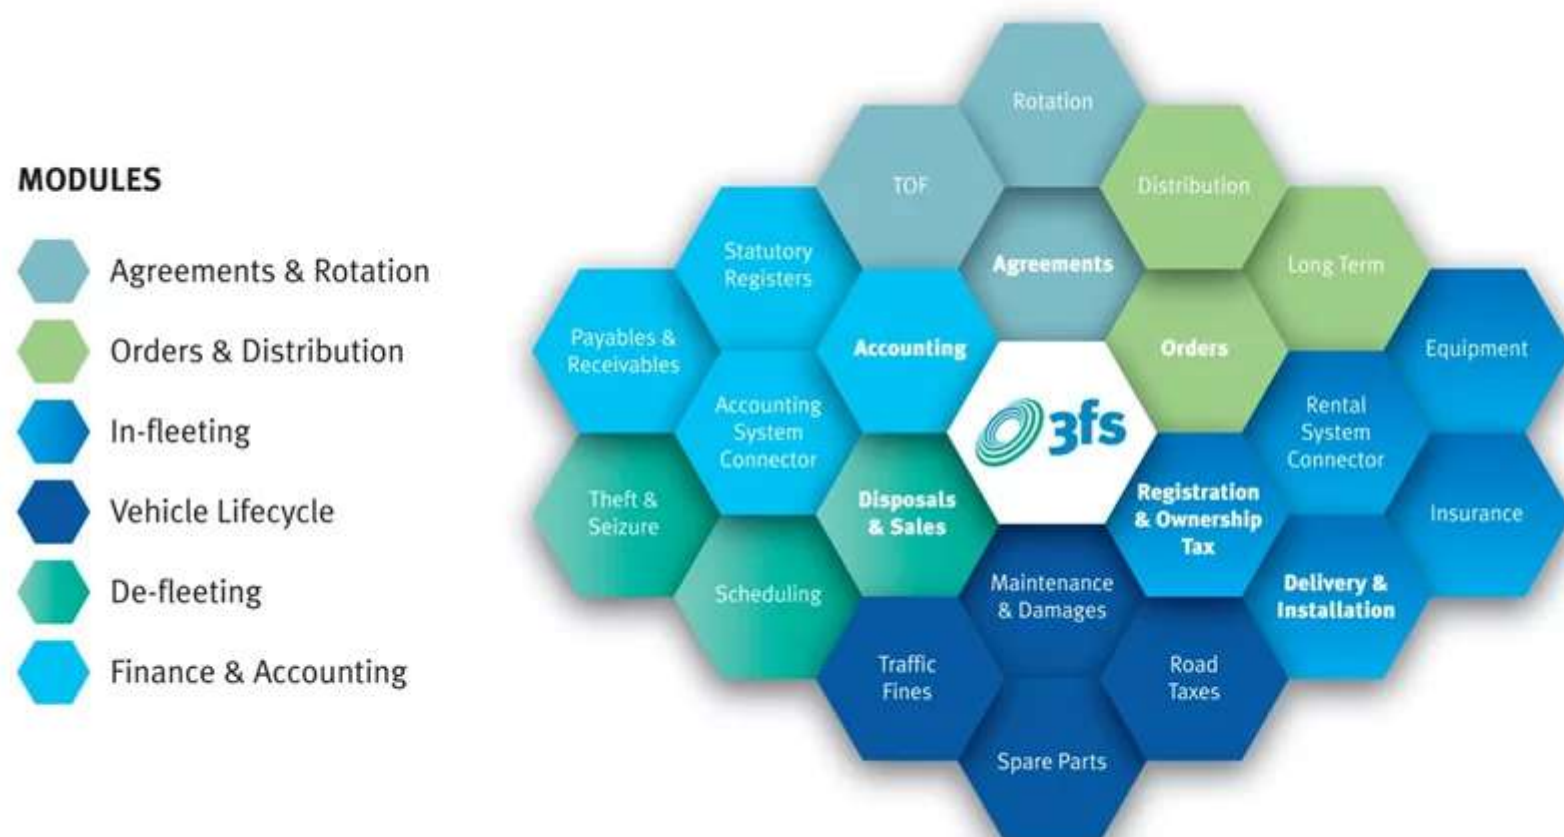 MODULES
Agreements & Rotation
Orders & Distribution
In-fleeting
Vehicle Lifecycle
De-fleeting
Finance & Accounting
Rotation
TOF
Distribution
Statutory
Registers
Agreements
Long Term
Payables &
Receivables
Accounting
Orders
Equipment
Accounting
System
Connector
3fs
Rental
System
Connector
Theft &
Seizure
Disposals
& Sales
Registration
& Ownership
Tax
Insurance
Scheduling
Maintenance
& Damages
Delivery &
Installation
Traffic
Fines
Road
Taxes
Spare Parts